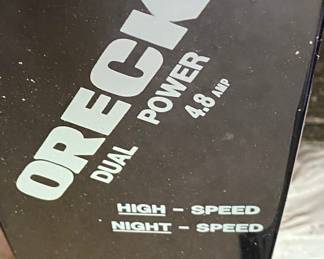 ORECK
DUAL POWER
4.8 AMP
HIGH - SPEED
NIGHT - SPEED